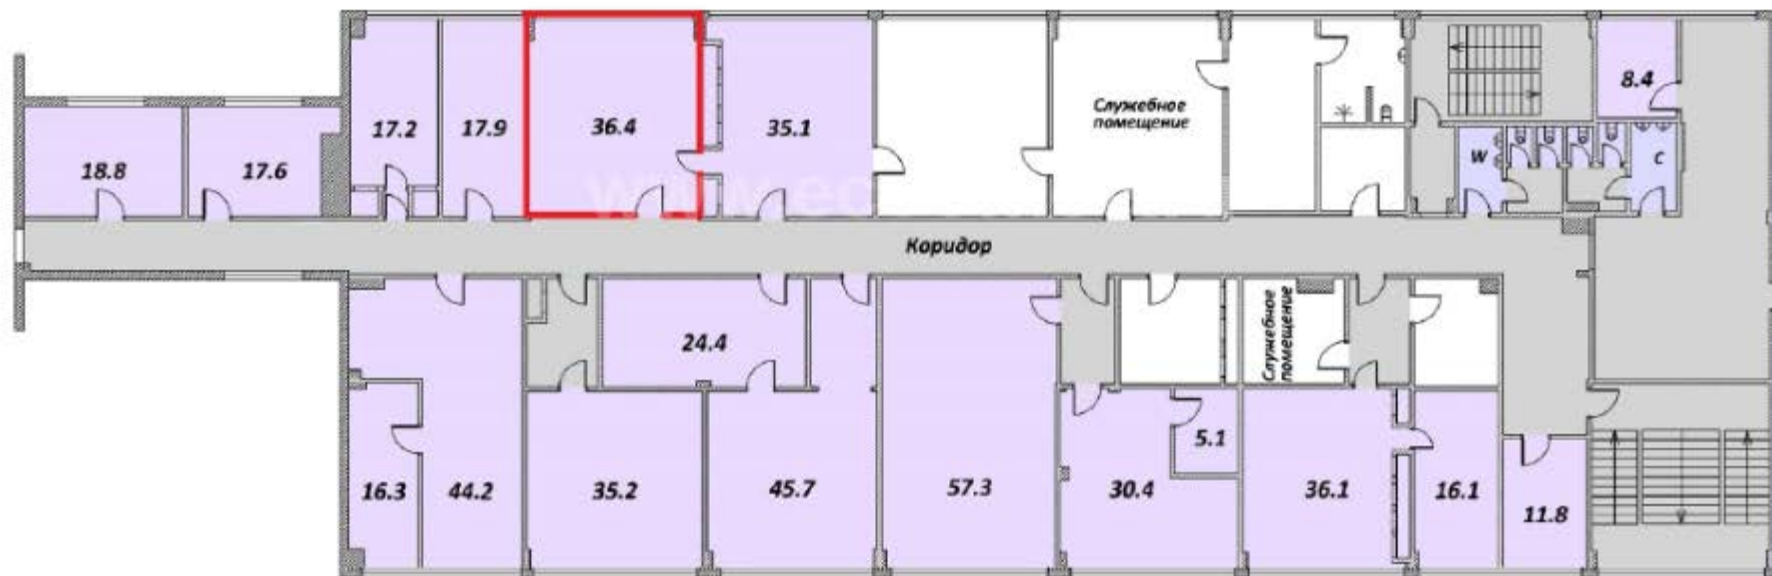 8.4
Служебное
помещение
17.2
17.9
36.4
35.1
W
C
18.8
17.6
Коридор
Служебное
помещение
24.4
5.1
16.3
44.2
35.2
45.7
57.3
30.4
36.1
16.1
11.8